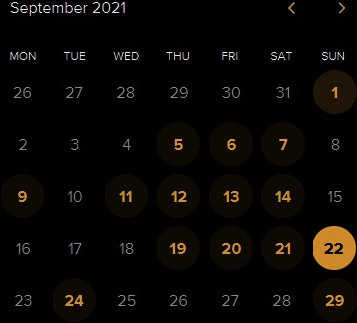 September 2021
MON TUE WED THU FRI SAT SUN
26 27 28 29 30 31 1
2 3 4 5 6 7 8
9 10 11 12 13 14 15
16 17 18 19 20 21 22
23 24 25 26 27 28 29